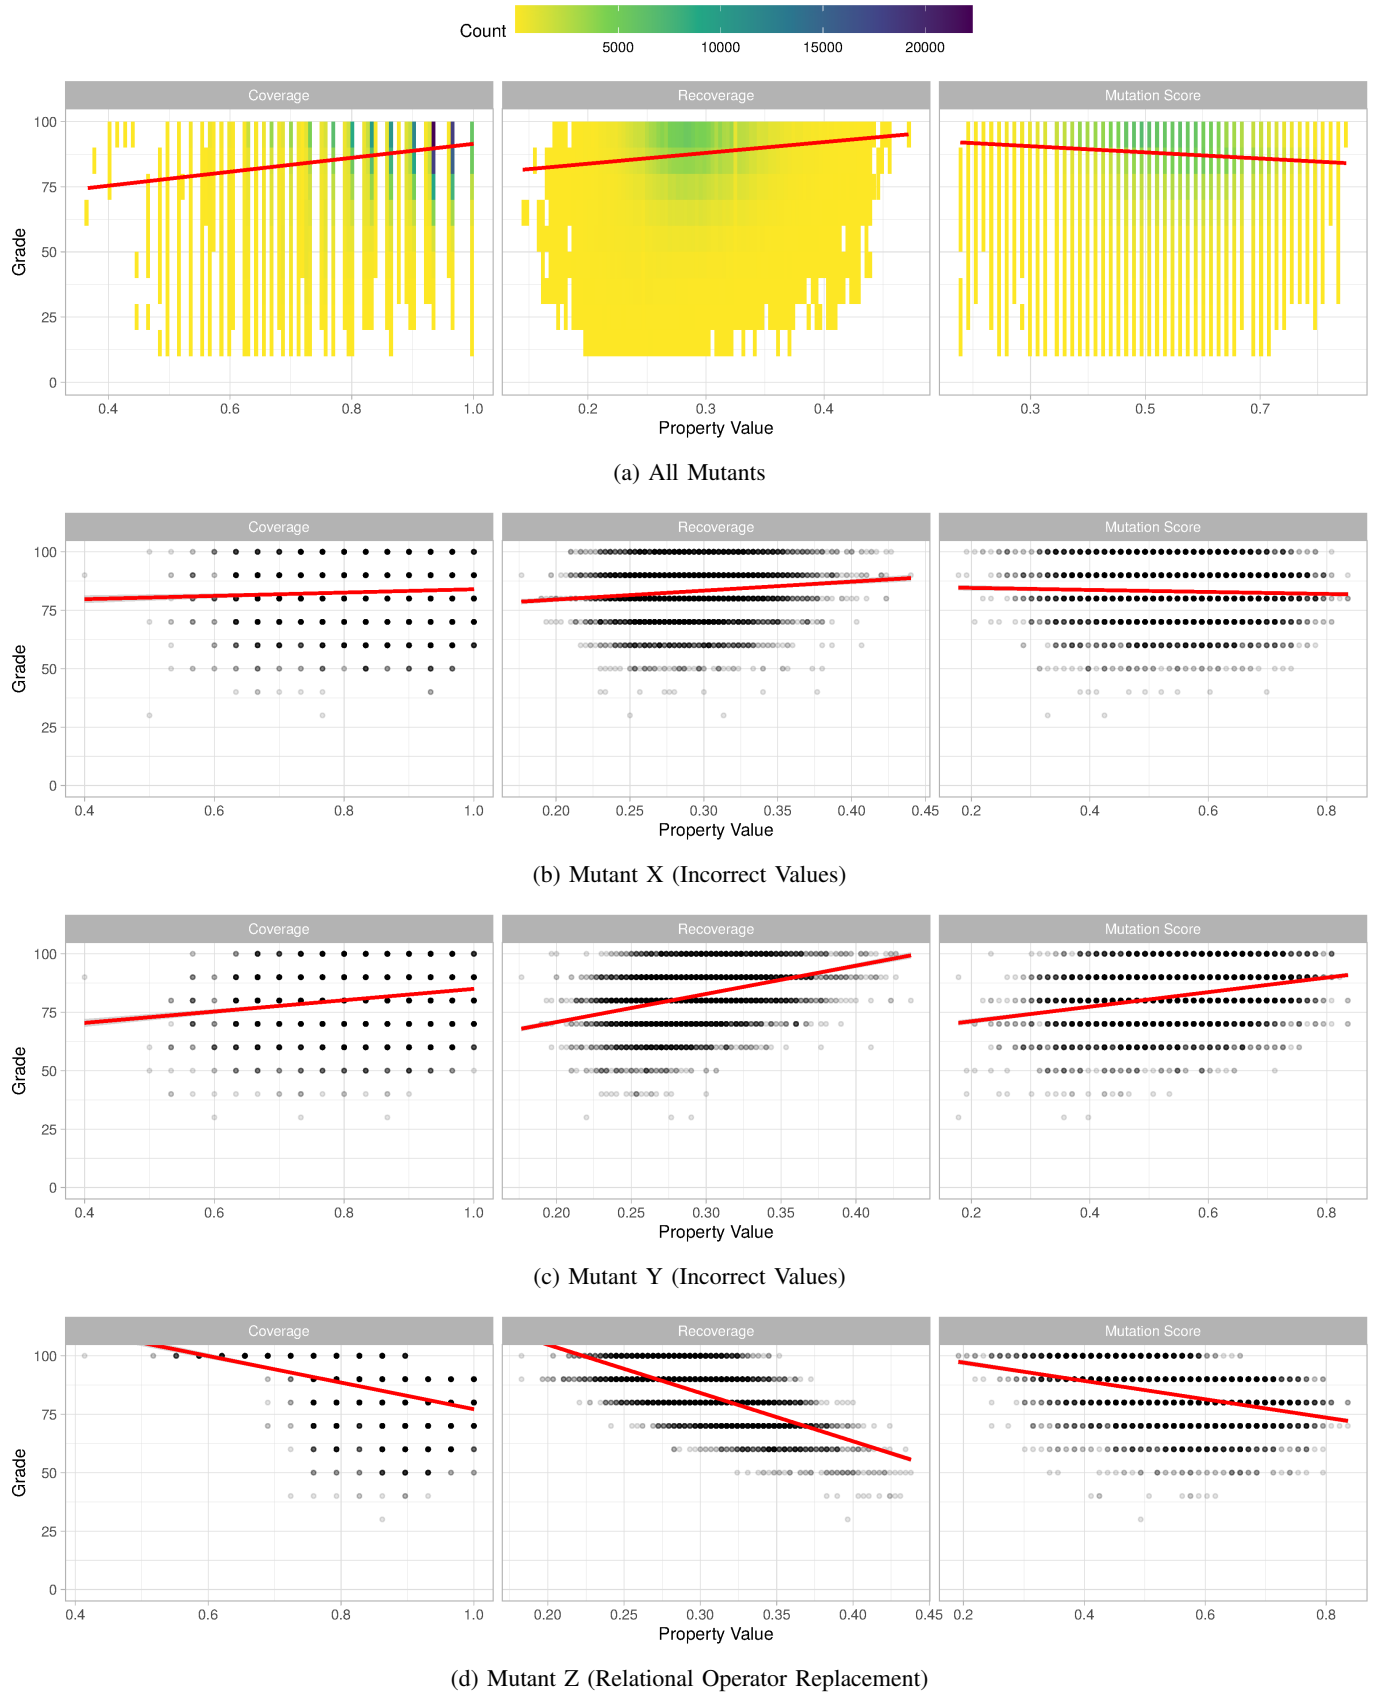 Count
5000 10000 15000 20000
Coverage Recoverage Mutation Score
Grade
100
75
50
25
0
0.4 0.6 0.8 1.0 0.2 0.3 0.4 0.3 0.5 0.7
Property Value
(a) All Mutants
Coverage Recoverage Mutation Score
Grade
100
75
50
25
0
0.4 0.6 0.8 1.0 0.20 0.25 0.30 0.35 0.40 0.45 0.2 0.4 0.6 0.8
Property Value
(b) Mutant X (Incorrect Values)
Coverage Recoverage Mutation Score
Grade
100
75
50
25
0
0.4 0.6 0.8 1.0 0.20 0.25 0.30 0.35 0.40 0.2 0.4 0.6 0.8
Property Value
(c) Mutant Y (Incorrect Values)
Coverage Recoverage Mutation Score
Grade
100
75
50
25
0
0.4 0.6 0.8 1.0 0.20 0.25 0.30 0.35 0.40 0.45 0.2 0.4 0.6 0.8
Property Value
(d) Mutant Z (Relational Operator Replacement)